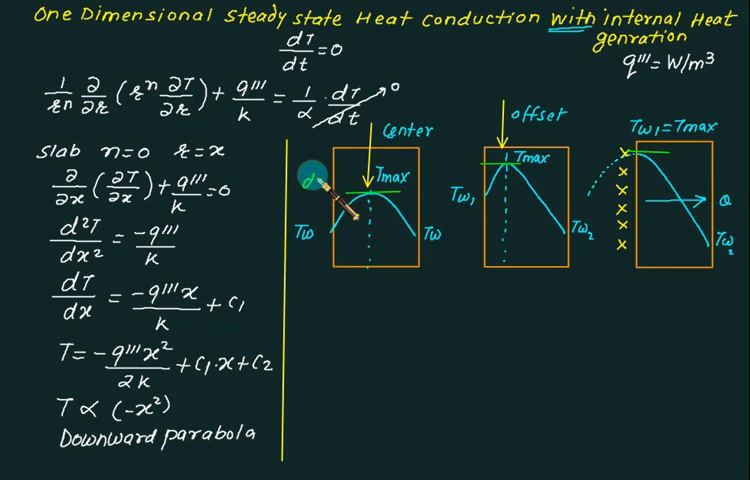 One Dimensional Steady state Heat conduction with internal Heat
genration
dT/dt = 0
q''' = W/m³
1/rⁿ ∂/∂r (rⁿ ∂T/∂r) + q'''/k = 1/α · dT/dt → 0
Slab n=0 r=x
∂/∂x (∂T/∂x) + q'''/k = 0
d²T/dx² = -q'''/k
dT/dx = -q'''x/k + C₁
T = -q'''x²/2k + C₁·x + C₂
T ∝ (-x²)
Downward parabola
center
Tmax
d
Tw
Tw
offset
Tmax
Tw₁
Tw₂
Tw₁ = Tmax
x
x
x
x
x
x
Q
Tw₂